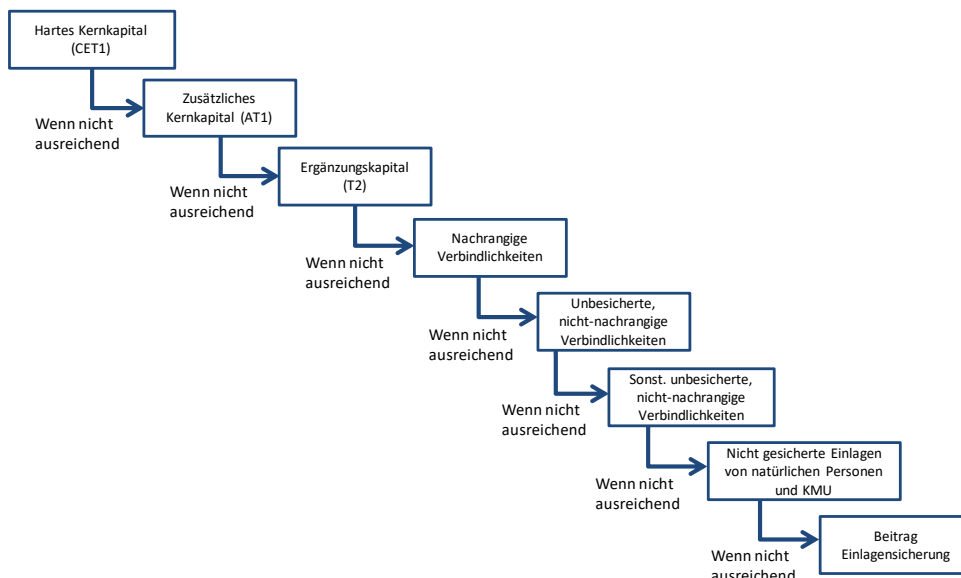 Hartes Kernkapital
(CET1)
Wenn nicht
ausreichend
Zusätzliches
Kernkapital (AT1)
Wenn nicht
ausreichend
Ergänzungskapital
(T2)
Wenn nicht
ausreichend
Nachrangige
Verbindlichkeiten
Wenn nicht
ausreichend
Unbesicherte,
nicht-nachrangige
Verbindlichkeiten
Wenn nicht
ausreichend
Sonst. unbesicherte,
nicht-nachrangige
Verbindlichkeiten
Wenn nicht
ausreichend
Nicht gesicherte Einlagen
von natürlichen Personen
und KMU
Wenn nicht
ausreichend
Beitrag
Einlagensicherung